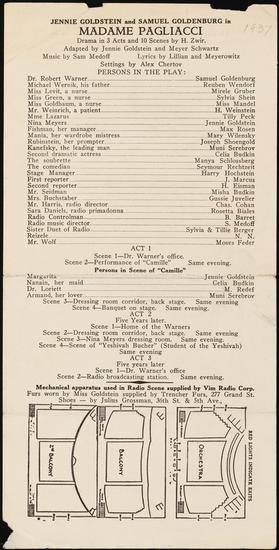 JENNIE GOLDSTEIN and SAMUEL GOLDENBURG in
1937
MADAME PAGLIACCI
Drama in 3 Acts and 10 Scenes by H. Zwir.
Adapted by Jennie Goldstein and Meyer Schwartz
Music by Sam Medoff Lyrics by Lillian and Meyerowitz
Settings by Alex Chertov
PERSONS IN THE PLAY:
Dr. Robert Warner Samuel Goldenburg
Michael Wernik, his father Reuben Wendorf
Miss Levit, a nurse Mirele Gruber
Miss Green, a nurse Sylvia Shein
Miss Goldbaum, a nurse Miss Mandel
Mr. Weinrich, a patient H. Weinstein
Mme Lazarus Tilly Peck
Nina Meyers Jennie Goldstein
Fishman, her manager Max Rosen
Mania, her wardrobe mistress Mary Wilensky
Rubinstein, her prompter Joseph Shoengold
Kanefsky, the leading man Muni Serebrov
Second dramatic actress Celia Budkin
The soubrette Manya Schlossberg
The comedian Seymour Rechtzeit
Stage Manager Harry Hochstein
First reporter J. Marcus
Second reporter H. Eisman
Mr. Seidman Misha Budkin
Mrs. Buchstaber Gussie Juvelier
Mr. Harris, radio director Chas. Cohan
Sara Daniels, radio primadonna Rosetta Biales
Radio Controlman B. Barret
Radio music director S. Medoff
Sister Duet of Radio Sylvia & Tillie Berger
Reizele N. N.
Mr. Wolf Mours Feder
ACT 1
Scene 1—Dr. Warner's office
Scene 2—Performance of "Camille" Same evening.
Persons in Scene of "Camille"
Margarita Jennie Goldstein
Nanain, her maid Celia Budkin
Dr. Loriett M. Redef
Armand, her lover Muni Serebrov
Scene 3—Dressing room corridor, back stage. Same evening
Scene 4—Banquet on stage. Same evening.
ACT 2
Five Years later.
Scene 1—Home of the Warners
Scene 2—Dressing room corridor, back stage. Same evening.
Scene 3—Nina Meyers dressing room. Same evening.
Scene 4—Scene of "Yeshivah Bucher" (Student of the Yeshivah)
Same evening
ACT 3
Five years later
Scene 1—Dr. Warner's office
Scene 2—Radio broadcasting station. Same evening.
Mechanical apparatus used in Radio Scene supplied by Vim Radio Corp.
Furs worn by Miss Goldstein supplied by Trencher Furs, 277 Grand St.
Shoes — by Julius Grossman, 36th St. & 5th Ave.,
2nd BALCONY
BALCONY
ORCHESTRA
RED LIGHT INDICATE EXITS